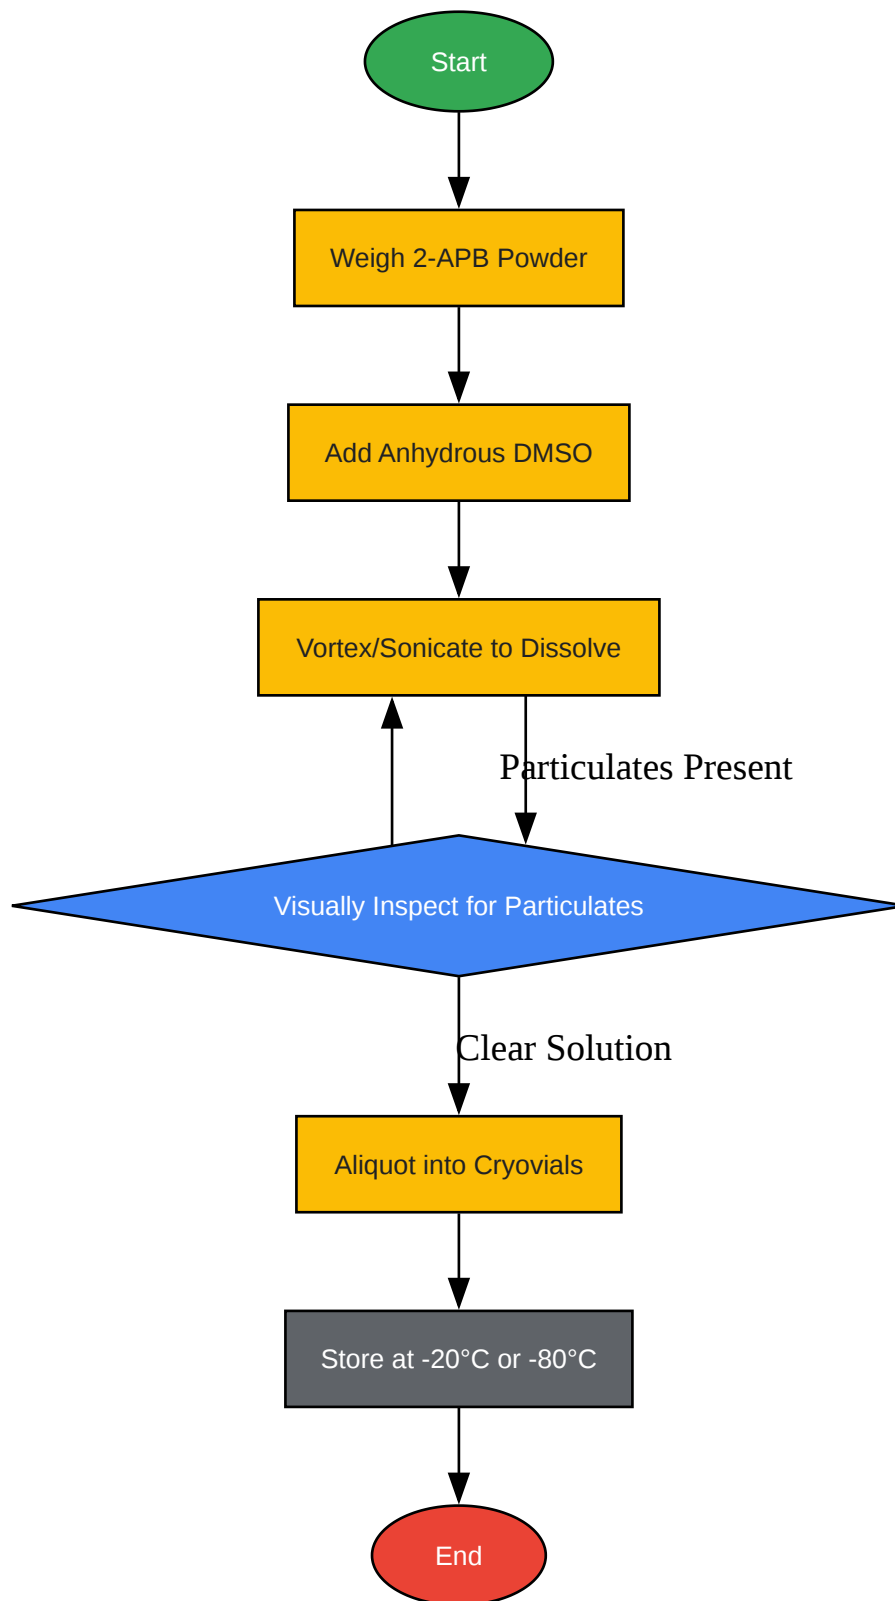 Start
Weigh 2-APB Powder
Add Anhydrous DMSO
Vortex/Sonicate to Dissolve
Particulates Present
Visually Inspect for Particulates
Clear Solution
Aliquot into Cryovials
Store at -20°C or -80°C
End